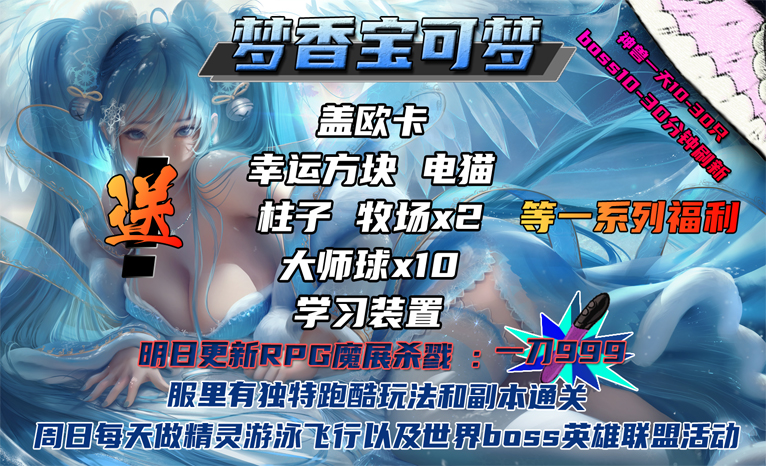 梦香宝可梦
神兽一天10-30只
boss10-30分钟刷新
盖欧卡
幸运方块 电猫
送
柱子 牧场x2 等一系列福利
大师球x10
学习装置
明日更新RPG魔展杀戮 : 一刀999
服里有独特跑酷玩法和副本通关
周日每天做精灵游泳飞行以及世界boss英雄联盟活动